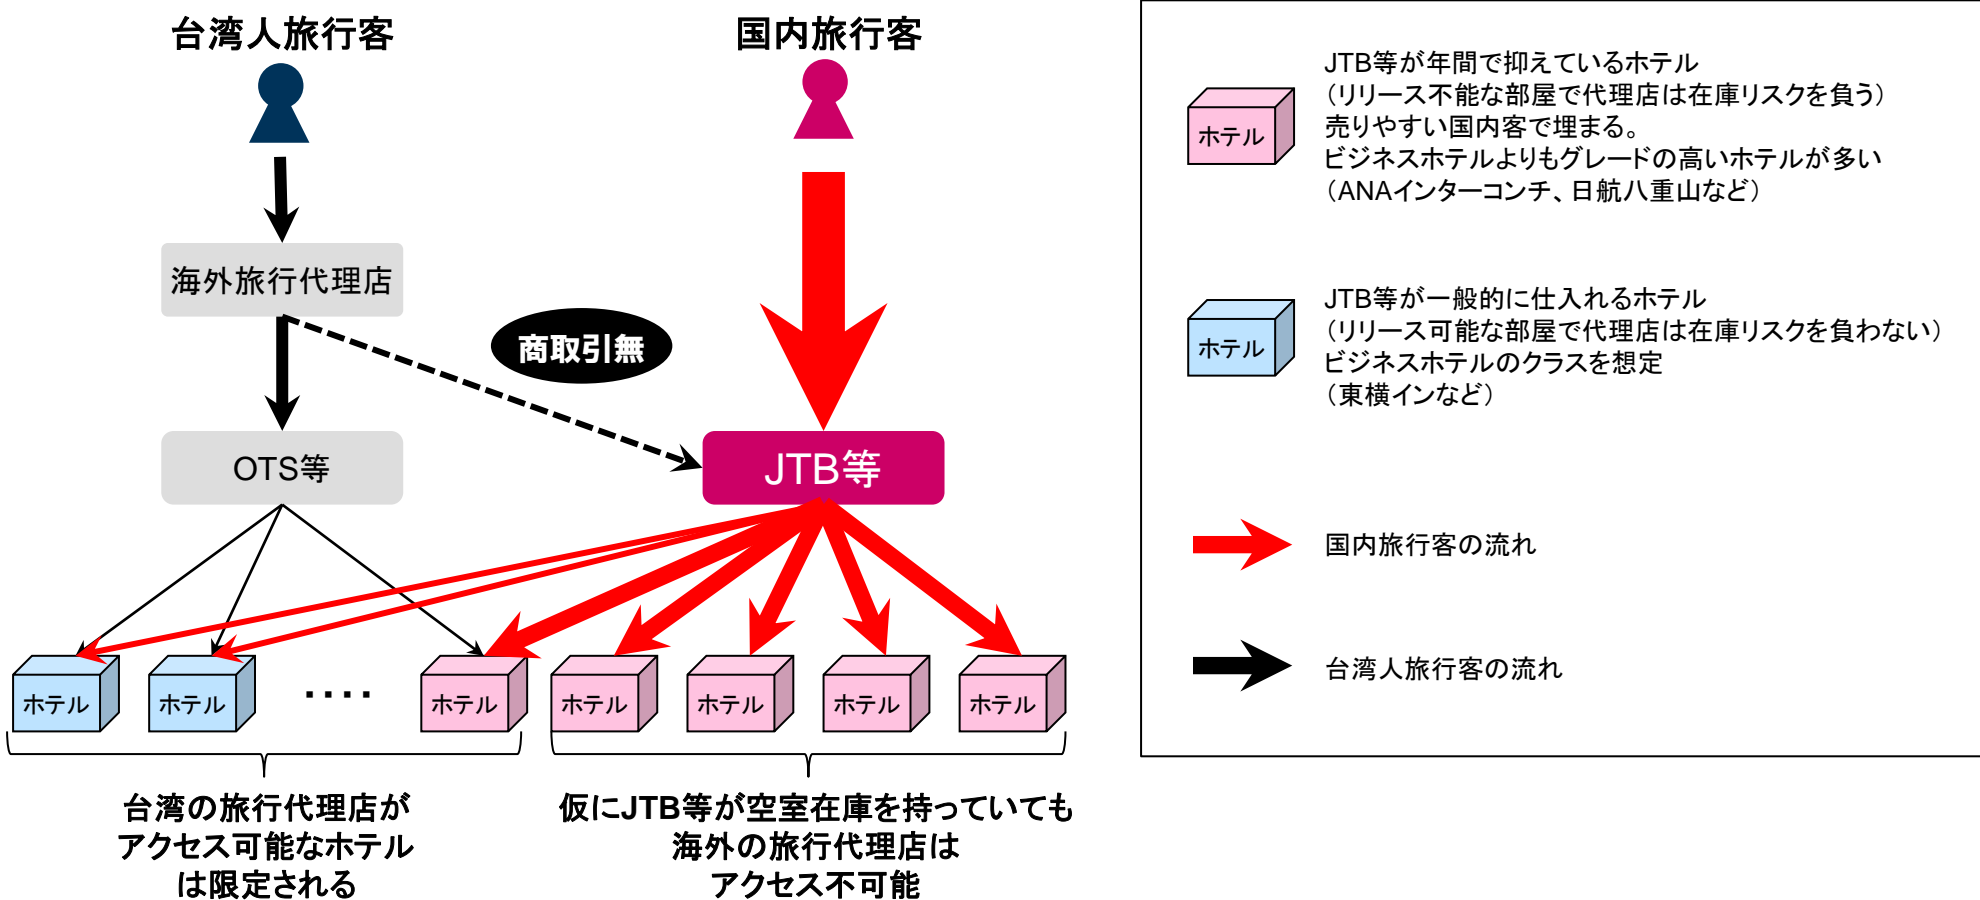 台湾人旅行客
国内旅行客
海外旅行代理店
商取引無
OTS等
JTB等
ホテル
ホテル
････
ホテル
ホテル
ホテル
ホテル
ホテル
台湾の旅行代理店が
アクセス可能なホテル
は限定される
仮にJTB等が空室在庫を持っていても
海外の旅行代理店は
アクセス不可能
ホテル
JTB等が年間で抑えているホテル
（リリース不能な部屋で代理店は在庫リスクを負う）
売りやすい国内客で埋まる。
ビジネスホテルよりもグレードの高いホテルが多い
（ANAインターコンチ、日航八重山など）
ホテル
JTB等が一般的に仕入れるホテル
（リリース可能な部屋で代理店は在庫リスクを負わない）
ビジネスホテルのクラスを想定
（東横インなど）
国内旅行客の流れ
台湾人旅行客の流れ